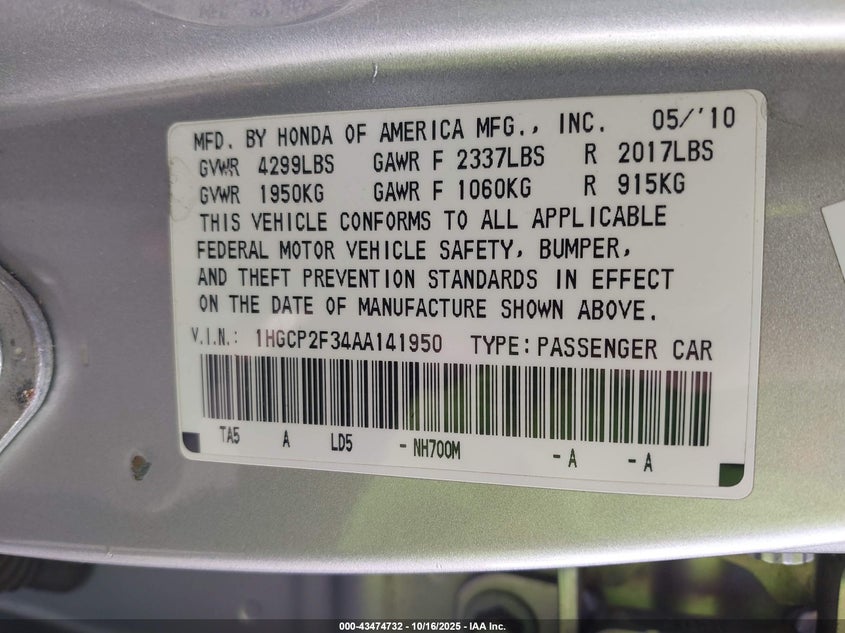 MFD. BY HONDA OF AMERICA MFG., INC. 05/'10
GVWR 4299LBS GAWR F 2337LBS R 2017LBS
GVWR 1950KG GAWR F 1060KG R 915KG
THIS VEHICLE CONFORMS TO ALL APPLICABLE
FEDERAL MOTOR VEHICLE SAFETY, BUMPER,
AND THEFT PREVENTION STANDARDS IN EFFECT
ON THE DATE OF MANUFACTURE SHOWN ABOVE.
V.I.N.: 1HGCP2F34AA141950 TYPE: PASSENGER CAR
TA5 A LD5 - NH700M - A - A
000-43474732 | 10/16/2025 | IAA Inc.